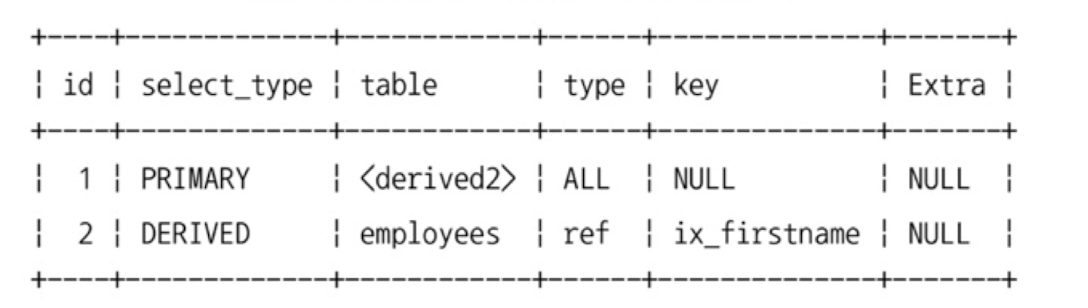 +----+-------------+------------+------+--------------+-------+
| id | select_type | table      | type | key          | Extra |
+----+-------------+------------+------+--------------+-------+
|  1 | PRIMARY     | <derived2> | ALL  | NULL         | NULL  |
|  2 | DERIVED     | employees  | ref  | ix_firstname | NULL  |
+----+-------------+------------+------+--------------+-------+